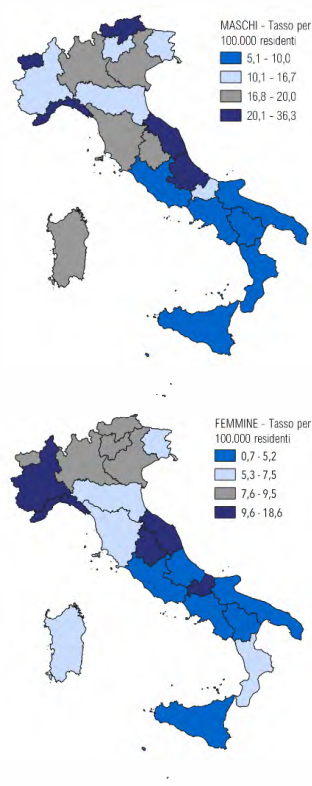 MASCHI - Tasso per
100.000 residenti
5,1 - 10,0
10,1 - 16,7
16,8 - 20,0
20,1 - 36,3
FEMMINE - Tasso per
100.000 residenti
0,7 - 5,2
5,3 - 7,5
7,6 - 9,5
9,6 - 18,6